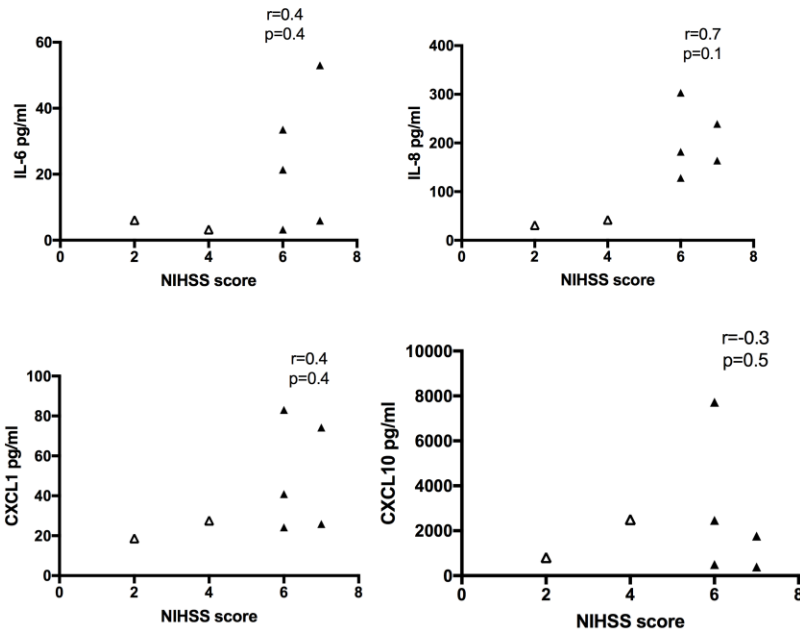 r=0.4
p=0.4
60
40
20
0
IL-6 pg/ml
0 2 4 6 8
NIHSS score
r=0.7
p=0.1
400
300
200
100
0
IL-8 pg/ml
0 2 4 6 8
NIHSS score
r=0.4
p=0.4
100
80
60
40
20
0
CXCL1 pg/ml
0 2 4 6 8
NIHSS score
r=-0.3
p=0.5
10000
8000
6000
4000
2000
0
CXCL10 pg/ml
0 2 4 6 8
NIHSS score